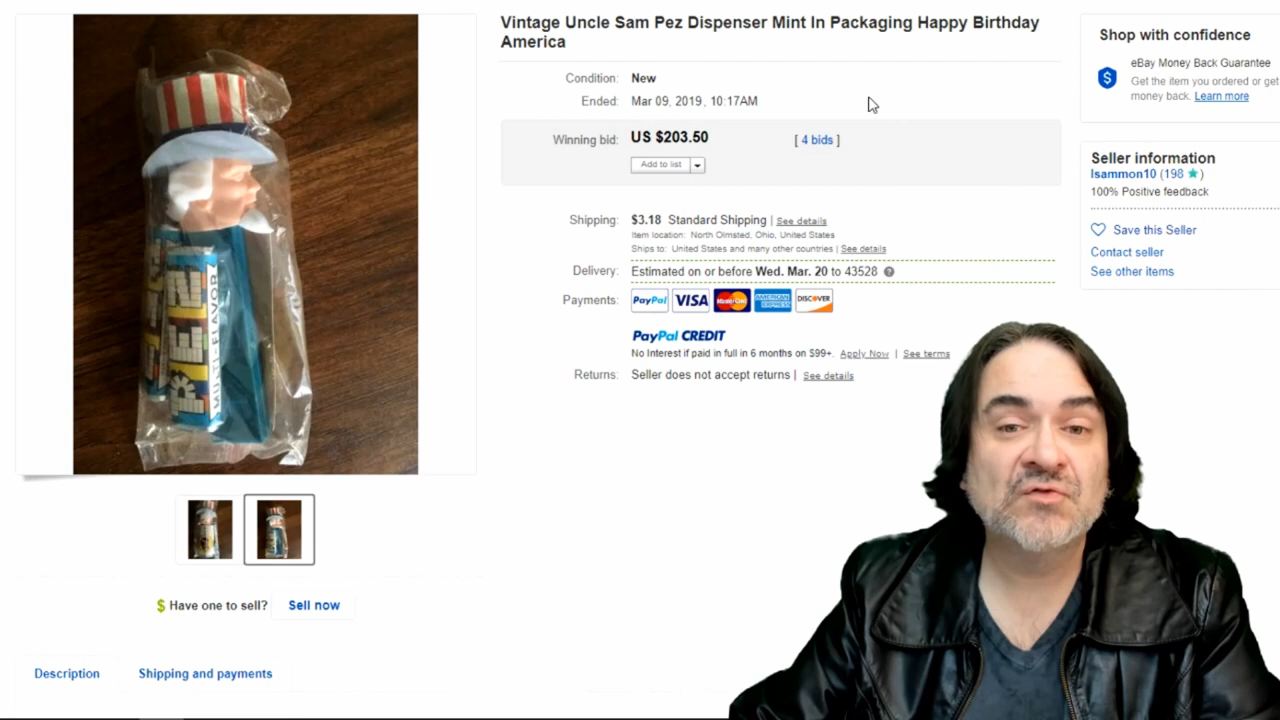 Vintage Uncle Sam Pez Dispenser Mint In Packaging Happy Birthday
America
Condition: New
Ended: Mar 09, 2019 , 10:17AM
Winning bid: US $203.50 [ 4 bids ]
Add to list
Shipping: $3.18 Standard Shipping | See details
Item location: North Olmsted, Ohio, United States
Ships to: United States and many other countries | See details
Delivery: Estimated on or before Wed. Mar. 20 to 43528 ?
Payments: PayPal VISA MasterCard AMERICAN EXPRESS DISCOVER
PayPal CREDIT
No Interest if paid in full in 6 months on $99+. Apply Now | See terms
Returns: Seller does not accept returns | See details
Shop with confidence
$ eBay Money Back Guarantee
Get the item you ordered or get
money back. Learn more
Seller information
lsammon10 (198 ★)
100% Positive feedback
Save this Seller
Contact seller
See other items
PEZ
MULTI-FLAVOR
$ Have one to sell? Sell now
Description
Shipping and payments